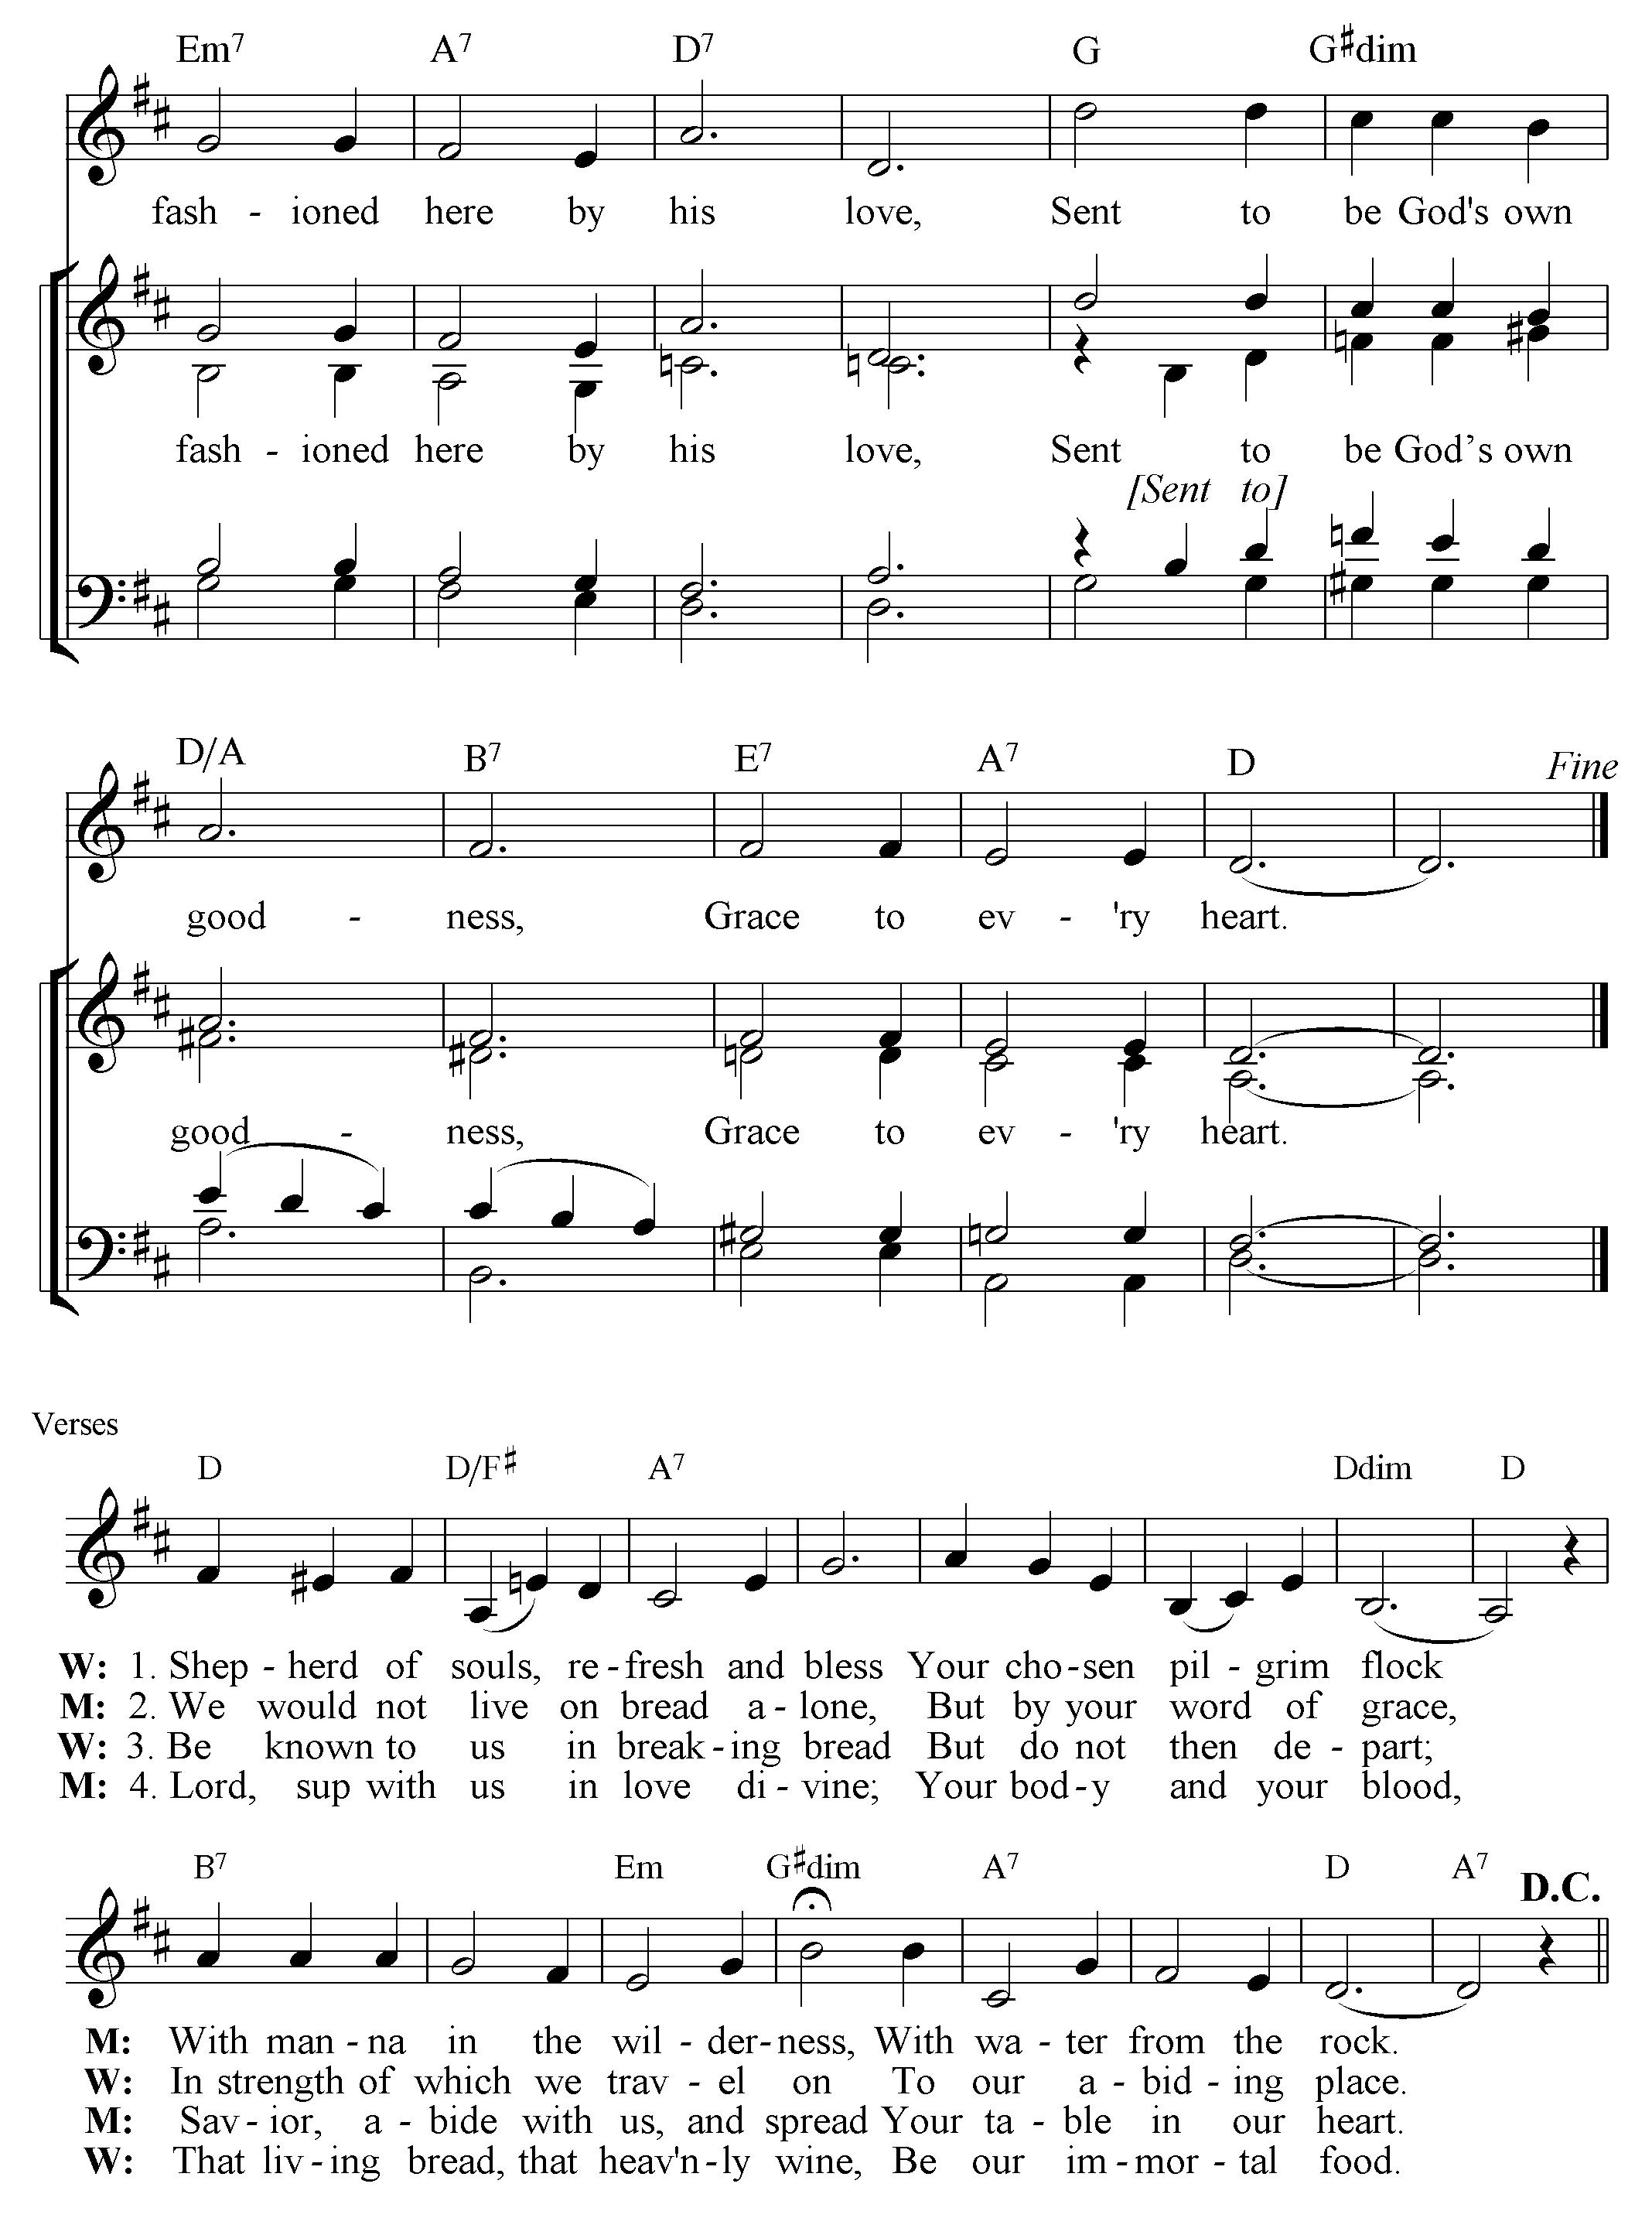 Em7 A7 D7 G G♯dim
fash - ioned here by his love, Sent to be God's own
fash - ioned here by his love, Sent to be God’s own
[Sent to]
D/A B7 E7 A7 D Fine
good - ness, Grace to ev - 'ry heart.
good - ness, Grace to ev - 'ry heart.
Verses
D D/F♯ A7 Ddim D
W: 1. Shep - herd of souls, re - fresh and bless Your cho - sen pil - grim flock
M: 2. We would not live on bread a - lone, But by your word of grace,
W: 3. Be known to us in break - ing bread But do not then de - part;
M: 4. Lord, sup with us in love di - vine; Your bod - y and your blood,
B7 Em G♯dim A7 D A7 D.C.
M: With man - na in the wil - der - ness, With wa - ter from the rock.
W: In strength of which we trav - el on To our a - bid - ing place.
M: Sav - ior, a - bide with us, and spread Your ta - ble in our heart.
W: That liv - ing bread, that heav'n - ly wine, Be our im - mor - tal food.